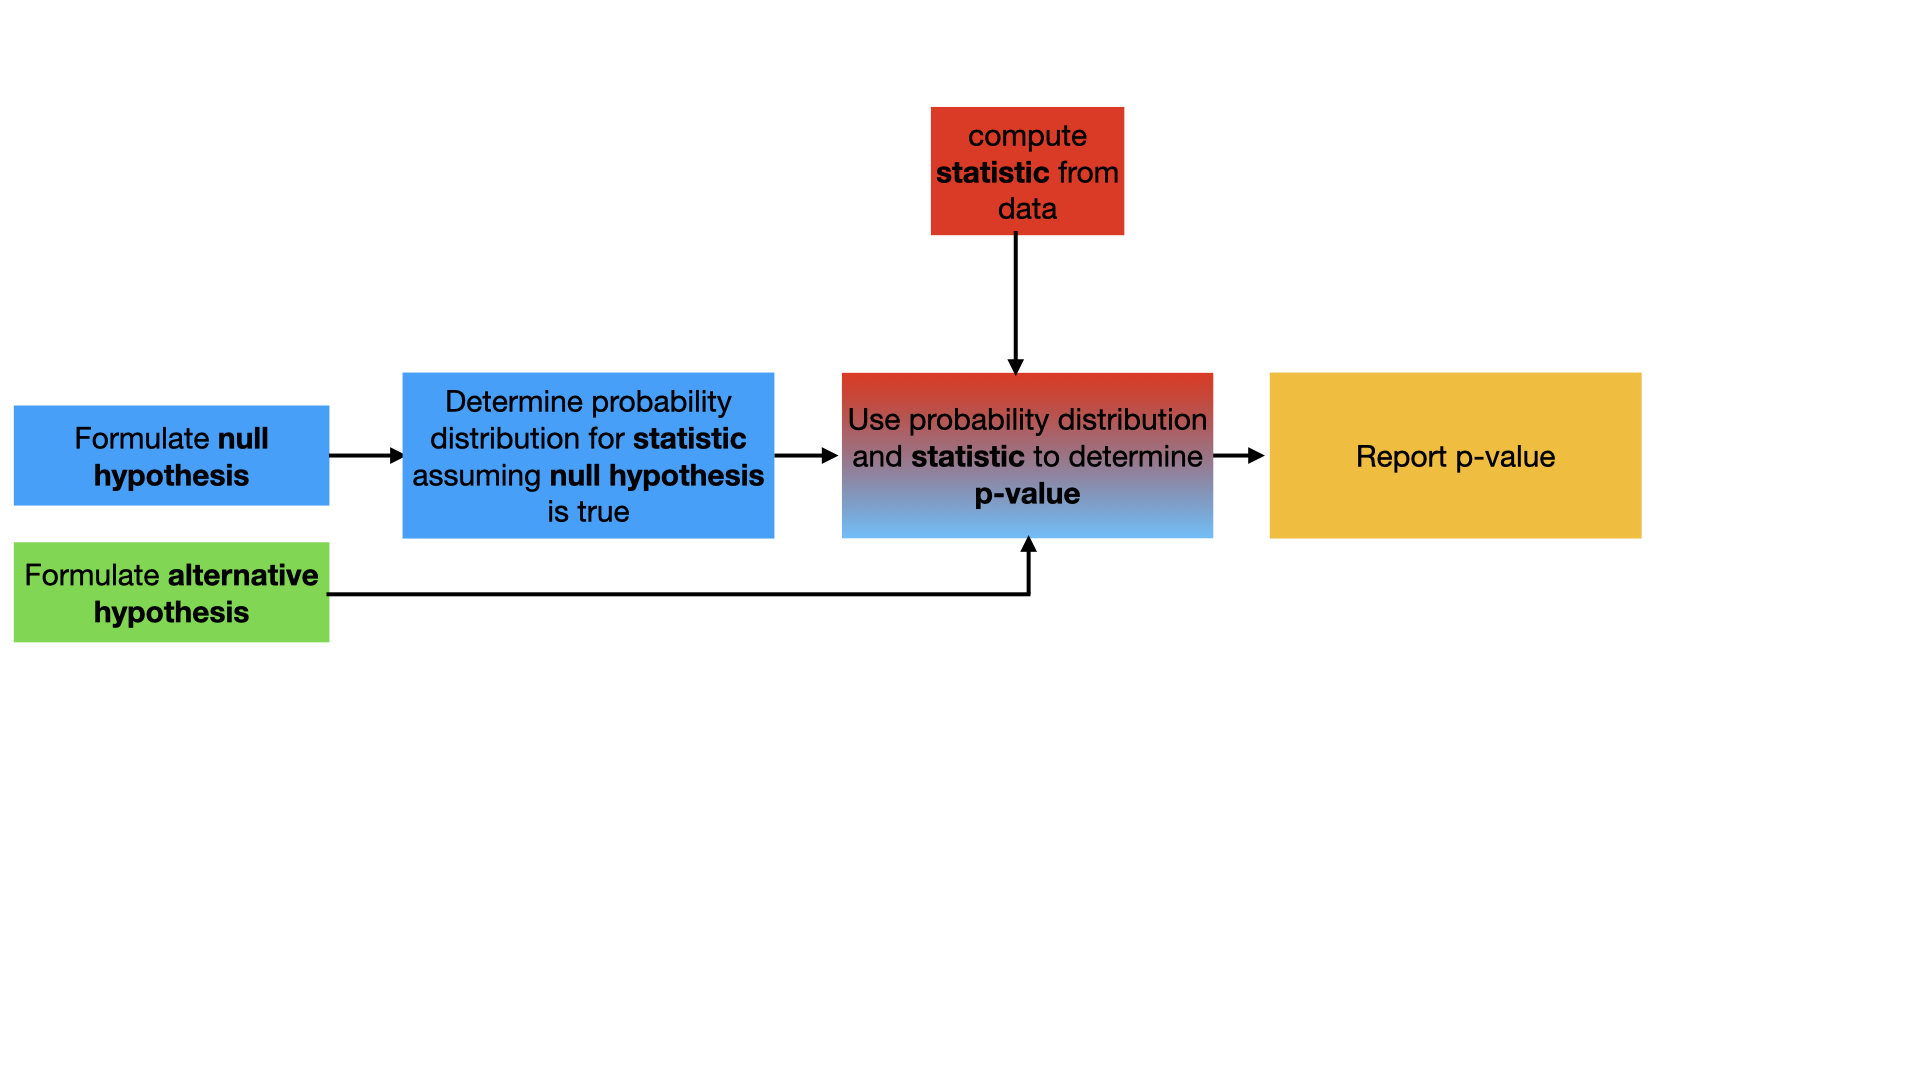 compute
statistic from
data
Formulate null
hypothesis
Determine probability
distribution for statistic
assuming null hypothesis
is true
Use probability distribution
and statistic to determine
p-value
Report p-value
Formulate alternative
hypothesis